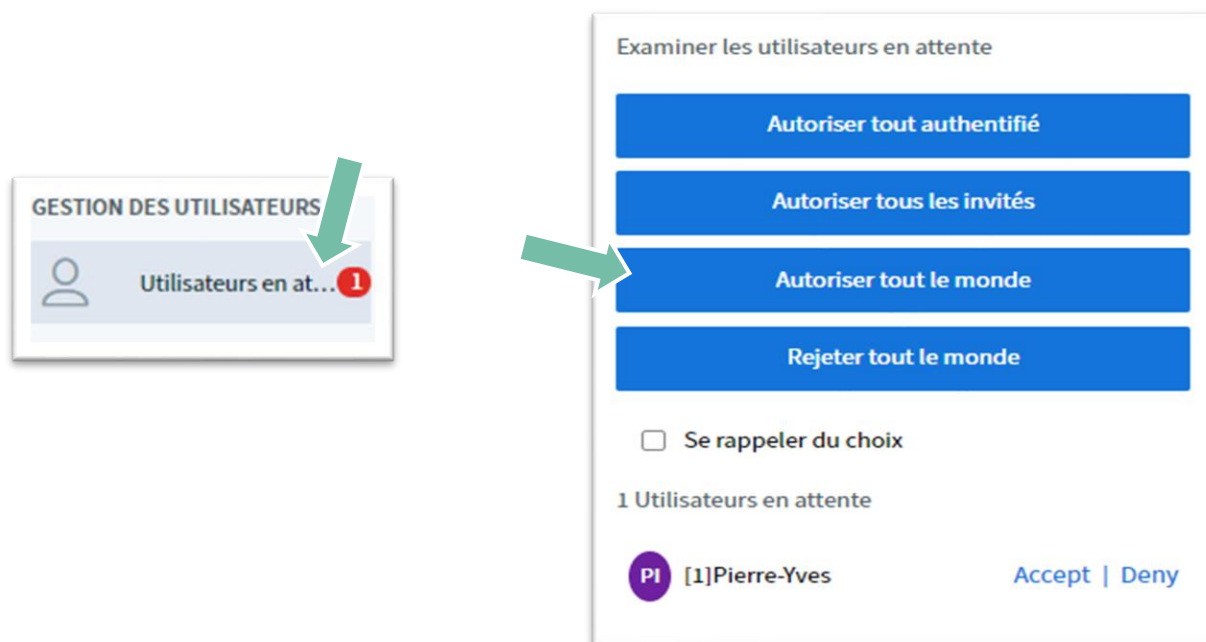 GESTION DES UTILISATEURS
Utilisateurs en at...
1
Examiner les utilisateurs en attente
Autoriser tout authentifié
Autoriser tous les invités
Autoriser tout le monde
Rejeter tout le monde
Se rappeler du choix
1 Utilisateurs en attente
PI [1]Pierre-Yves Accept | Deny